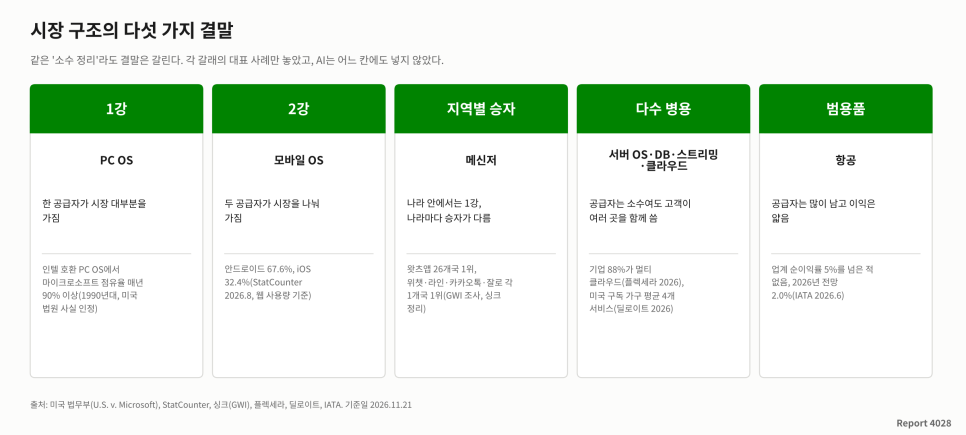 시장 구조의 다섯 가지 결말
같은 '소수 정리'라도 결말은 갈린다. 각 갈래의 대표 사례만 놓았고, AI는 어느 칸에도 넣지 않았다.
1강
PC OS
한 공급자가 시장 대부분을
가짐
인텔 호환 PC OS에서
마이크로소프트 점유율 매년
90% 이상(1990년대, 미국
법원 사실 인정)
2강
모바일 OS
두 공급자가 시장을 나눠
가짐
안드로이드 67.6%, iOS
32.4%(StatCounter
2026.8, 웹 사용량 기준)
지역별 승자
메신저
나라 안에서는 1강,
나라마다 승자가 다름
왓츠앱 26개국 1위,
위챗·라인·카카오톡·잘로 각
1개국 1위(GWI 조사, 싱크
정리)
다수 병용
서버 OS·DB·스트리밍
·클라우드
공급자는 소수여도 고객이
여러 곳을 함께 씀
기업 88%가 멀티
클라우드(플렉세라 2026),
미국 구독 가구 평균 4개
서비스(딜로이트 2026)
범용품
항공
공급자는 많이 남고 이익은
얇음
업계 순이익률 5%를 넘은 적
없음, 2026년 전망
2.0%(IATA 2026.6)
출처: 미국 법무부(U.S. v. Microsoft), StatCounter, 싱크(GWI), 플렉세라, 딜로이트, IATA. 기준일 2026.11.21
Report 4028